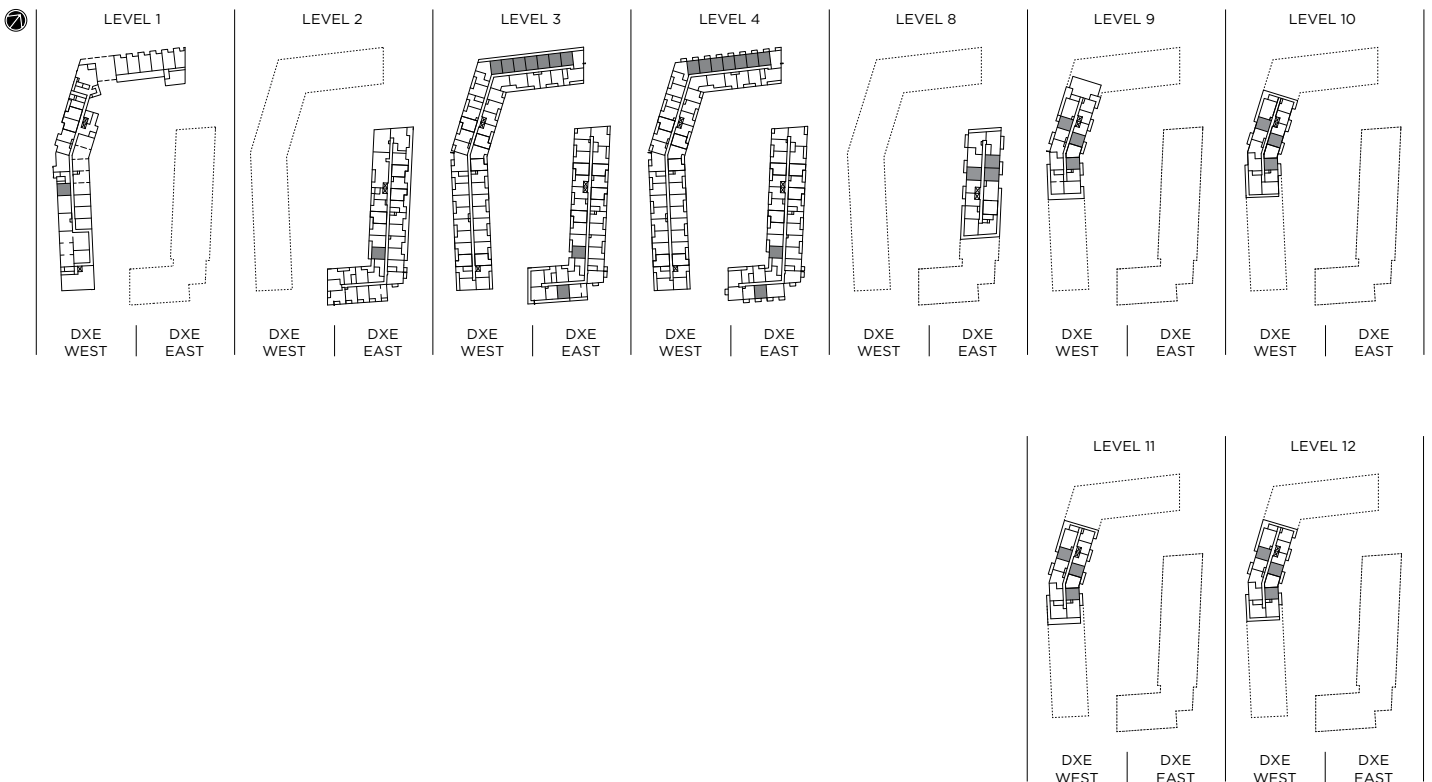 LEVEL 1
LEVEL 2
LEVEL 3
LEVEL 4
LEVEL 8
LEVEL 9
LEVEL 10
DXE
WEST
DXE
EAST
DXE
WEST
DXE
EAST
DXE
WEST
DXE
EAST
DXE
WEST
DXE
EAST
DXE
WEST
DXE
EAST
DXE
WEST
DXE
EAST
DXE
WEST
DXE
EAST
LEVEL 11
LEVEL 12
DXE
WEST
DXE
EAST
DXE
WEST
DXE
EAST